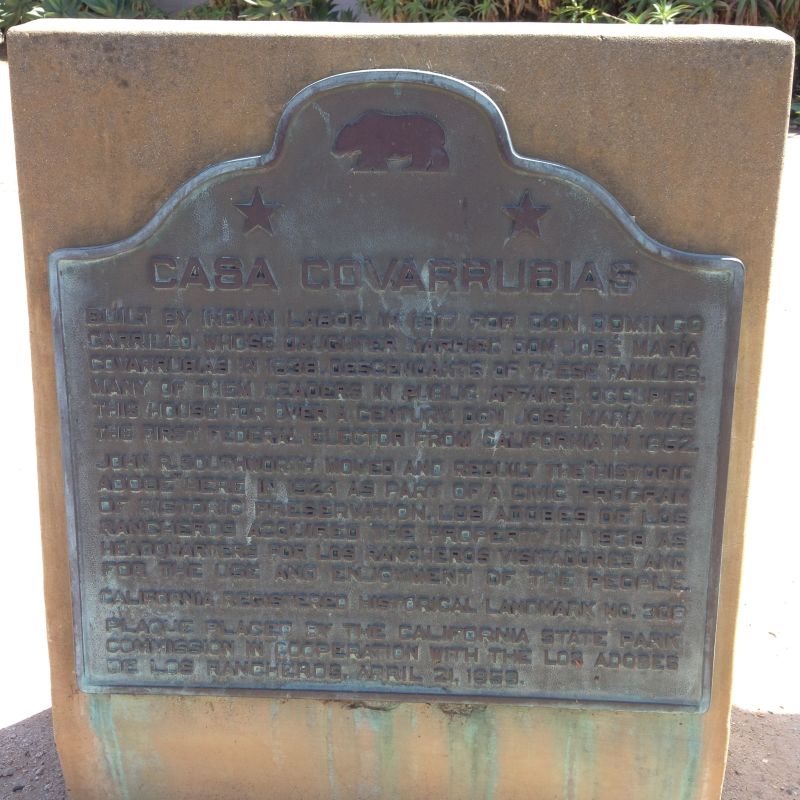 CASA COVARRUBIAS
BUILT BY INDIAN LABOR IN 1817 FOR DON DOMINGO
CARRILLO, WHOSE DAUGHTER MARRIED DON JOSÉ MARÍA
COVARRUBIAS IN 1838. DESCENDANTS OF THESE FAMILIES,
MANY OF THEM LEADERS IN PUBLIC AFFAIRS, OCCUPIED
THIS HOUSE FOR OVER A CENTURY. DON JOSÉ MARÍA WAS
THE FIRST FEDERAL ELECTOR FROM CALIFORNIA IN 1852.
JOHN R. SOUTHWORTH MOVED AND REBUILT THE HISTORIC
ADOBE HERE IN 1924 AS PART OF A CIVIC PROGRAM
OF HISTORIC PRESERVATION. LOS ADOBES DE LOS
RANCHEROS ACQUIRED THE PROPERTY IN 1938 AS
HEADQUARTERS FOR LOS RANCHEROS VISITADORES AND
FOR THE USE AND ENJOYMENT OF THE PEOPLE.
CALIFORNIA REGISTERED HISTORICAL LANDMARK NO. 308
PLAQUE PLACED BY THE CALIFORNIA STATE PARK
COMMISSION IN COOPERATION WITH THE LOS ADOBES
DE LOS RANCHEROS, APRIL 21, 1959.